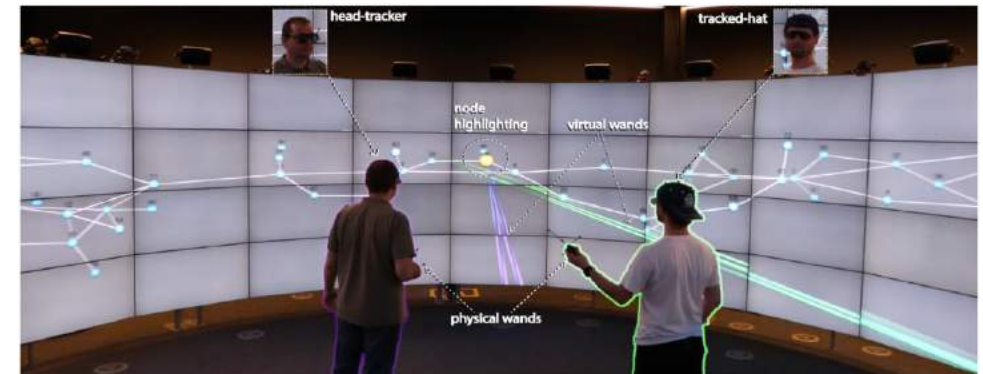 head-tracker
tracked-hat
node
highlighting
virtual wands
physical wands